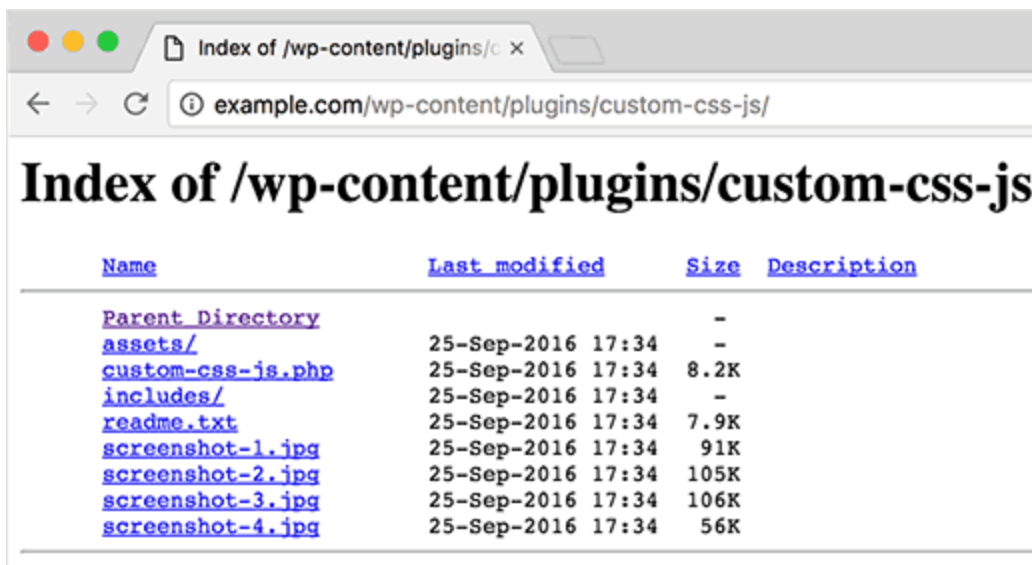 Index of /wp-content/plugins/c ×
example.com/wp-content/plugins/custom-css-js/
Index of /wp-content/plugins/custom-css-js
Name Last modified Size Description
Parent Directory -
assets/ 25-Sep-2016 17:34 -
custom-css-js.php 25-Sep-2016 17:34 8.2K
includes/ 25-Sep-2016 17:34 -
readme.txt 25-Sep-2016 17:34 7.9K
screenshot-1.jpg 25-Sep-2016 17:34 91K
screenshot-2.jpg 25-Sep-2016 17:34 105K
screenshot-3.jpg 25-Sep-2016 17:34 106K
screenshot-4.jpg 25-Sep-2016 17:34 56K